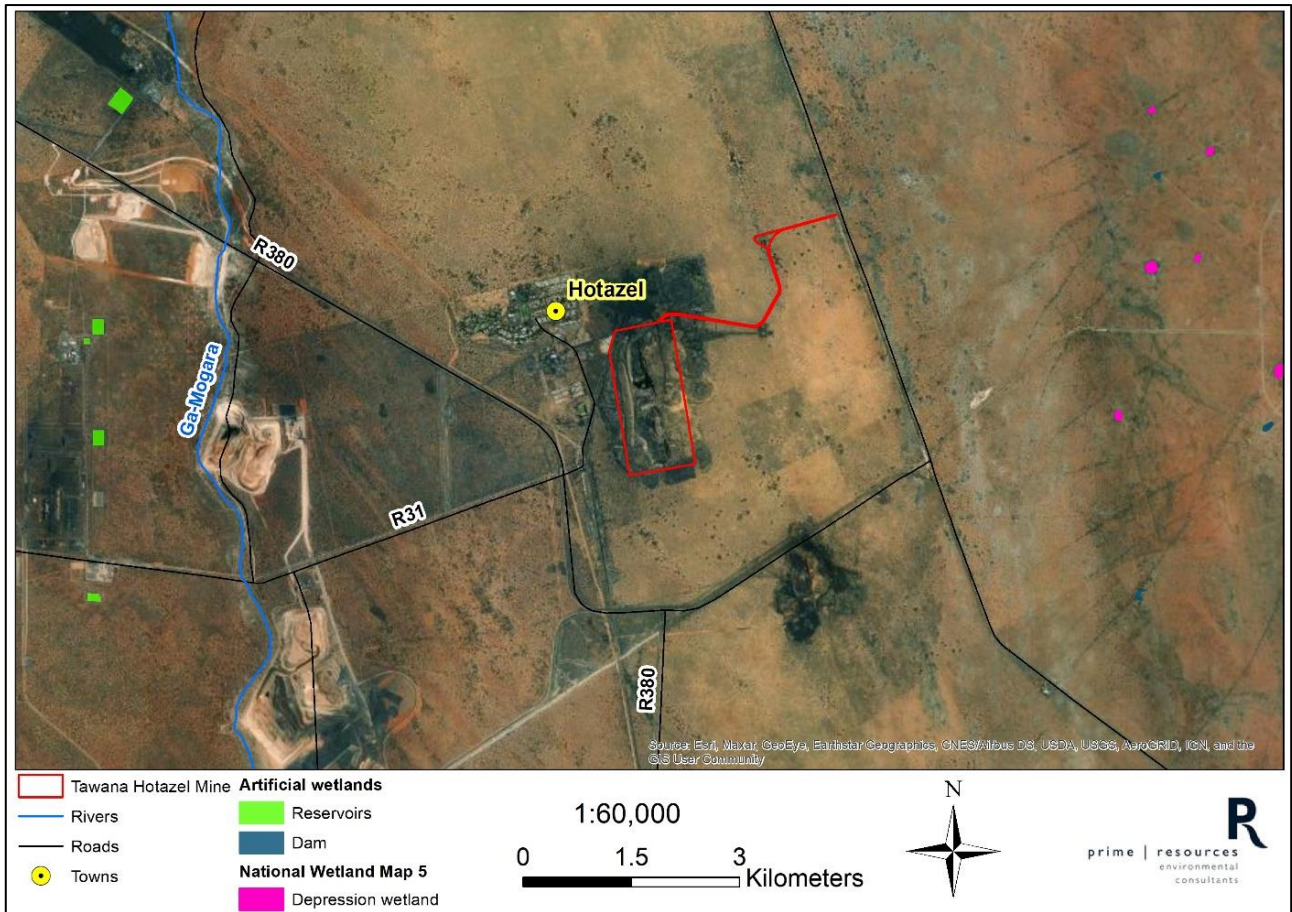 R380
Hotazel
Ga-Mogara
R31
R380
Source: Esri, Maxar, GeoEye, Earthstar Geographics, CNES/Airbus DS, USDA, USGS, AeroGRID, IGN, and the
GIS User Community
Tawana Hotazel Mine
Rivers
Roads
Towns
Artificial wetlands
Reservoirs
Dam
National Wetland Map 5
Depression wetland
1:60,000
0 1.5 3 Kilometers
N
R
prime | resources
environmental
consultants